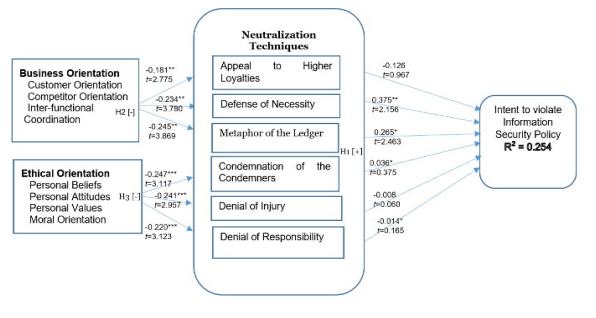 Neutralization
Techniques
Appeal to Higher
Loyalties
Defense of Necessity
Metaphor of the Ledger
Condemnation of the
Condemners
Denial of Injury
Denial of Responsibility
Business Orientation
Customer Orientation
Competitor Orientation
Inter-functional
Coordination
H2 [-]
-0.181**
t=2.775
-0.234**
t=3.780
-0.245**
t=3.869
Ethical Orientation
Personal Beliefs
Personal Attitudes
Personal Values
Moral Orientation
H3 [-]
-0.247***
t=3.117
-0.241***
t=2.957
-0.220***
t=3.123
H1 [+]
-0.126
t=0.967
0.375**
t=2.156
0.265*
t=2.463
0.036*
t=0.375
-0.008
t=0.060
-0.014*
t=0.165
Intent to violate
Information
Security Policy
R² = 0.254